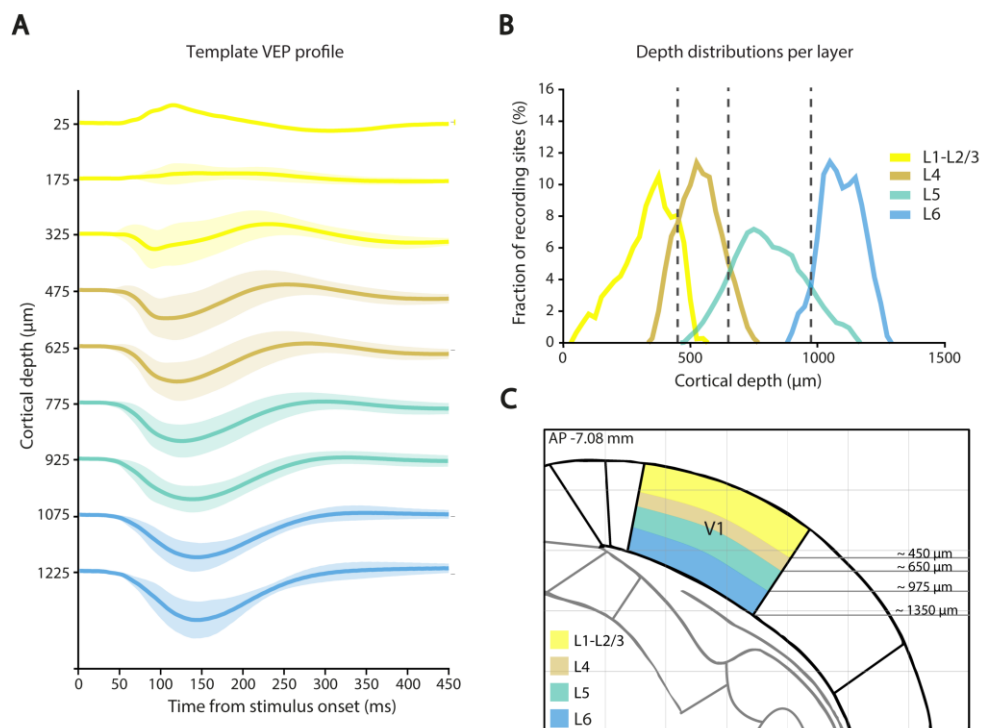 A
Template VEP profile
25
175
325
475
625
775
925
1075
1225
Cortical depth (µm)
0 50 100 150 200 250 300 350 400 450
Time from stimulus onset (ms)
B
Depth distributions per layer
16
14
12
10
8
6
4
2
0
Fraction of recording sites (%)
0 500 1000 1500
Cortical depth (µm)
L1-L2/3
L4
L5
L6
C
AP -7.08 mm
V1
~ 450 µm
~ 650 µm
~ 975 µm
~ 1350 µm
L1-L2/3
L4
L5
L6